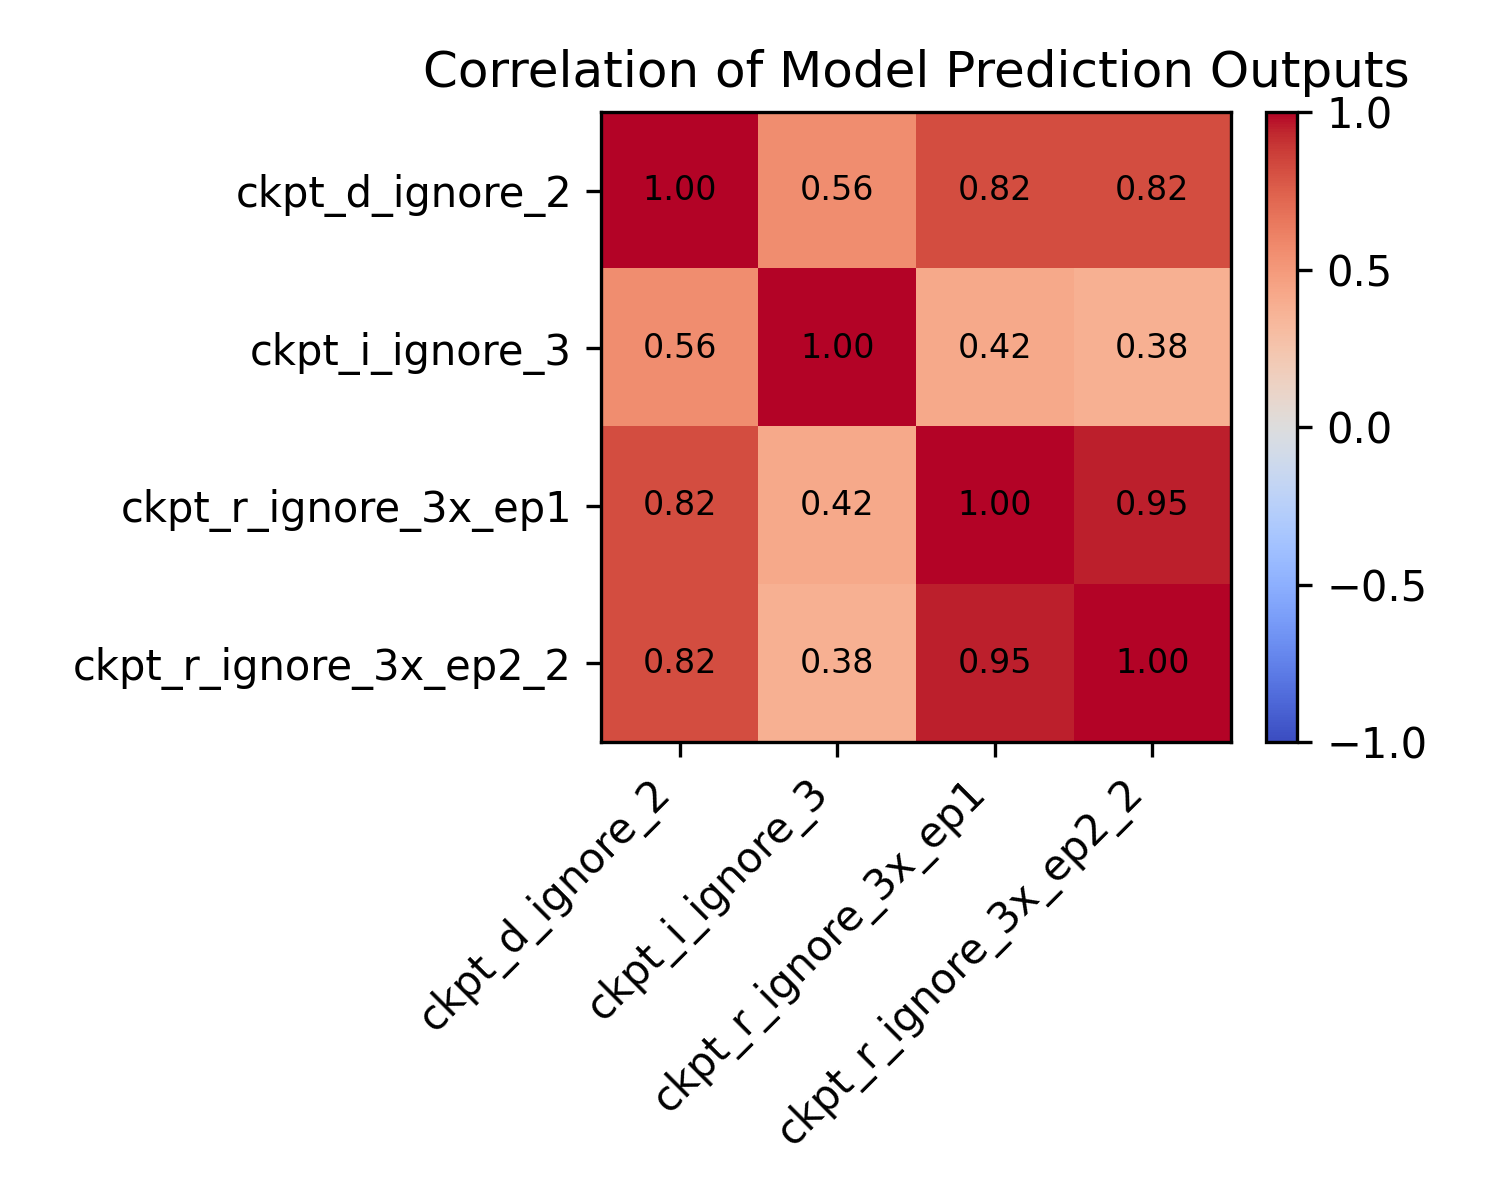 Correlation of Model Prediction Outputs
ckpt_d_ignore_2 1.00 0.56 0.82 0.82
ckpt_i_ignore_3 0.56 1.00 0.42 0.38
ckpt_r_ignore_3x_ep1 0.82 0.42 1.00 0.95
ckpt_r_ignore_3x_ep2_2 0.82 0.38 0.95 1.00
ckpt_d_ignore_2
ckpt_i_ignore_3
ckpt_r_ignore_3x_ep1
ckpt_r_ignore_3x_ep2_2
1.0
0.5
0.0
−0.5
−1.0